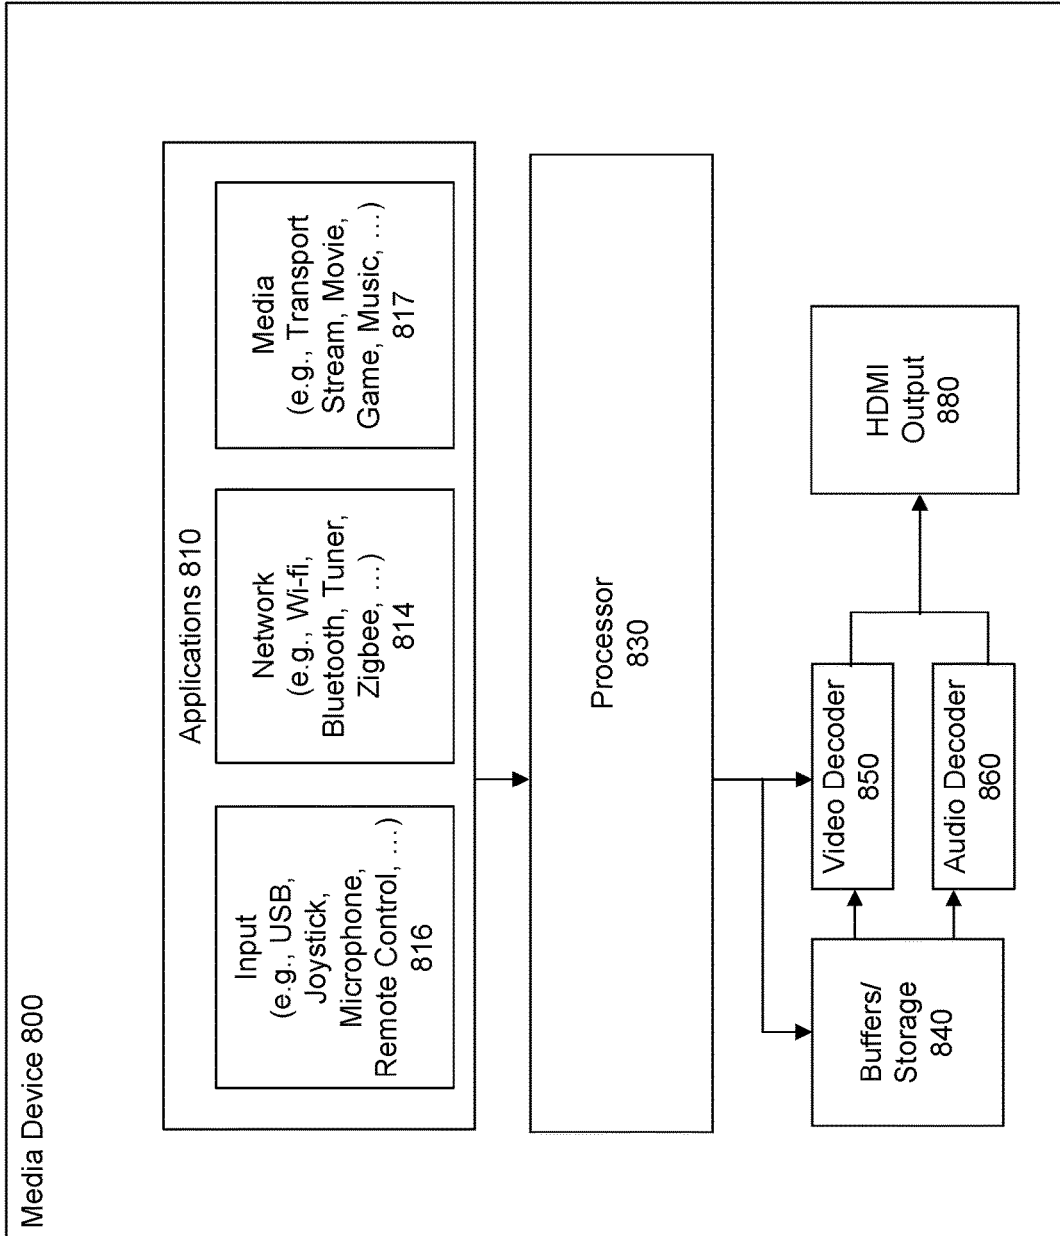 Media Device 800
Applications 810
Input
(e.g., USB,
Joystick,
Microphone,
Remote Control, …)
816
Network
(e.g., Wi-fi,
Bluetooth, Tuner,
Zigbee, …)
814
Media
(e.g., Transport
Stream, Movie,
Game, Music, …)
817
Processor
830
Buffers/
Storage
840
Video Decoder
850
Audio Decoder
860
HDMI
Output
880